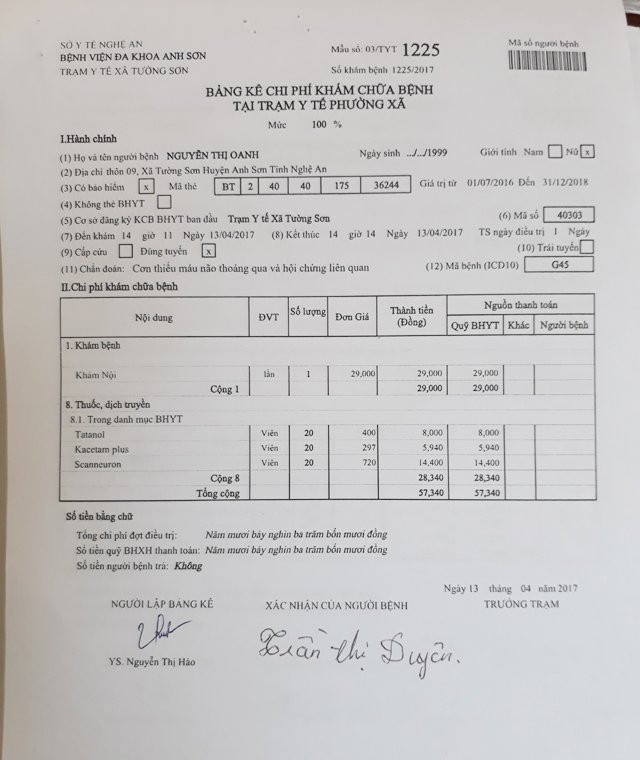 SỞ Y TẾ NGHỆ AN
BỆNH VIỆN ĐA KHOA ANH SƠN
TRẠM Y TẾ XÃ TƯỜNG SƠN
Mẫu số: 03/TYT 1225
Số khám bệnh 1225/2017
Mã số người bệnh
BẢNG KÊ CHI PHÍ KHÁM CHỮA BỆNH
TẠI TRẠM Y TẾ PHƯỜNG XÃ
Mức 100 %
I.Hành chính
(1) Họ và tên người bệnh NGUYỄN THỊ OANH Ngày sinh ../../1999 Giới tính Nam Nữ x
(2) Địa chỉ thôn 09, Xã Tường Sơn Huyện Anh Sơn Tỉnh Nghệ An
(3) Có bảo hiểm x Mã thẻ BT 2 40 40 175 36244 Giá trị từ 01/07/2016 Đến 31/12/2018
(4) Không thẻ BHYT
(5) Cơ sở đăng ký KCB BHYT ban đầu Trạm Y tế Xã Tường Sơn (6) Mã số 40303
(7) Đến khám 14 giờ 11 Ngày 13/04/2017 (8) Kết thúc 14 giờ 14 Ngày 13/04/2017 TS ngày điều trị 1 Ngày
(9) Cấp cứu Đúng tuyến x (10) Trái tuyến
(11) Chẩn đoán: Cơn thiếu máu não thoáng qua và hội chứng liên quan (12) Mã bệnh (ICD10) G45
II.Chi phí khám chữa bệnh
Nội dung ĐVT Số lượng Đơn Giá Thành tiền (Đồng) Nguồn thanh toán
Quỹ BHYT Khác Người bệnh
1. Khám bệnh
Khám Nội lần 1 29,000 29,000 29,000
Cộng 1 29,000 29,000
8. Thuốc, dịch truyền
8.1. Trong danh mục BHYT
Tatanol Viên 20 400 8,000 8,000
Kacetam plus Viên 20 297 5,940 5,940
Scanneuron Viên 20 720 14,400 14,400
Cộng 8 28,340 28,340
Tổng cộng 57,340 57,340
Số tiền bằng chữ
Tổng chi phí đợt điều trị: Năm mươi bảy nghìn ba trăm bốn mươi đồng
Số tiền quỹ BHXH thanh toán: Năm mươi bảy nghìn ba trăm bốn mươi đồng
Số tiền người bệnh trả: Không
Ngày 13 tháng 04 năm 2017
NGƯỜI LẬP BẢNG KÊ XÁC NHẬN CỦA NGƯỜI BỆNH TRƯỞNG TRẠM
Trần Thị Duyên.
YS. Nguyễn Thị Hảo